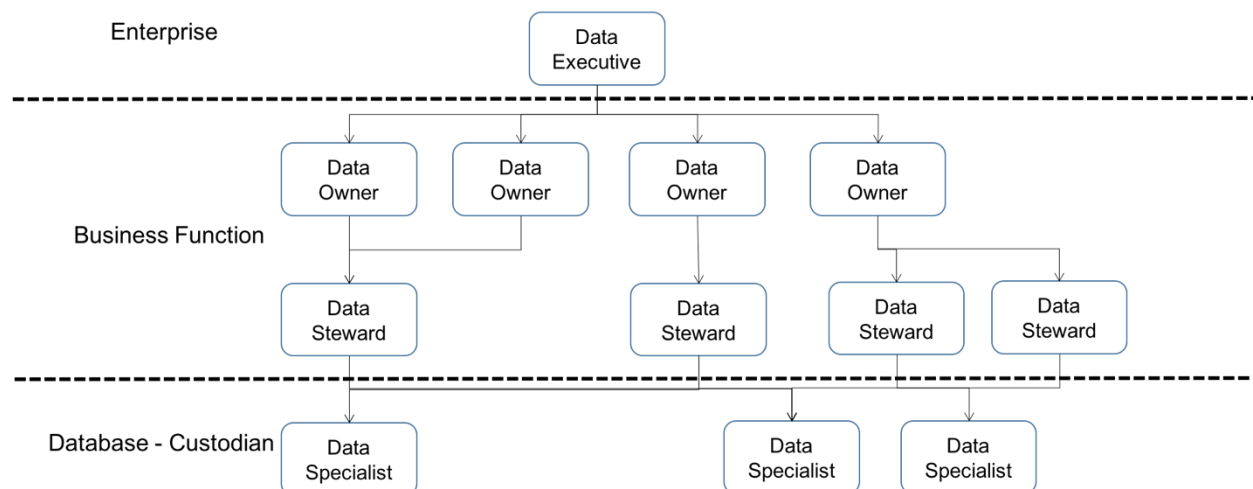 Enterprise
Data
Executive
Data
Owner
Data
Owner
Data
Owner
Data
Owner
Business Function
Data
Steward
Data
Steward
Data
Steward
Data
Steward
Database - Custodian
Data
Specialist
Data
Specialist
Data
Specialist